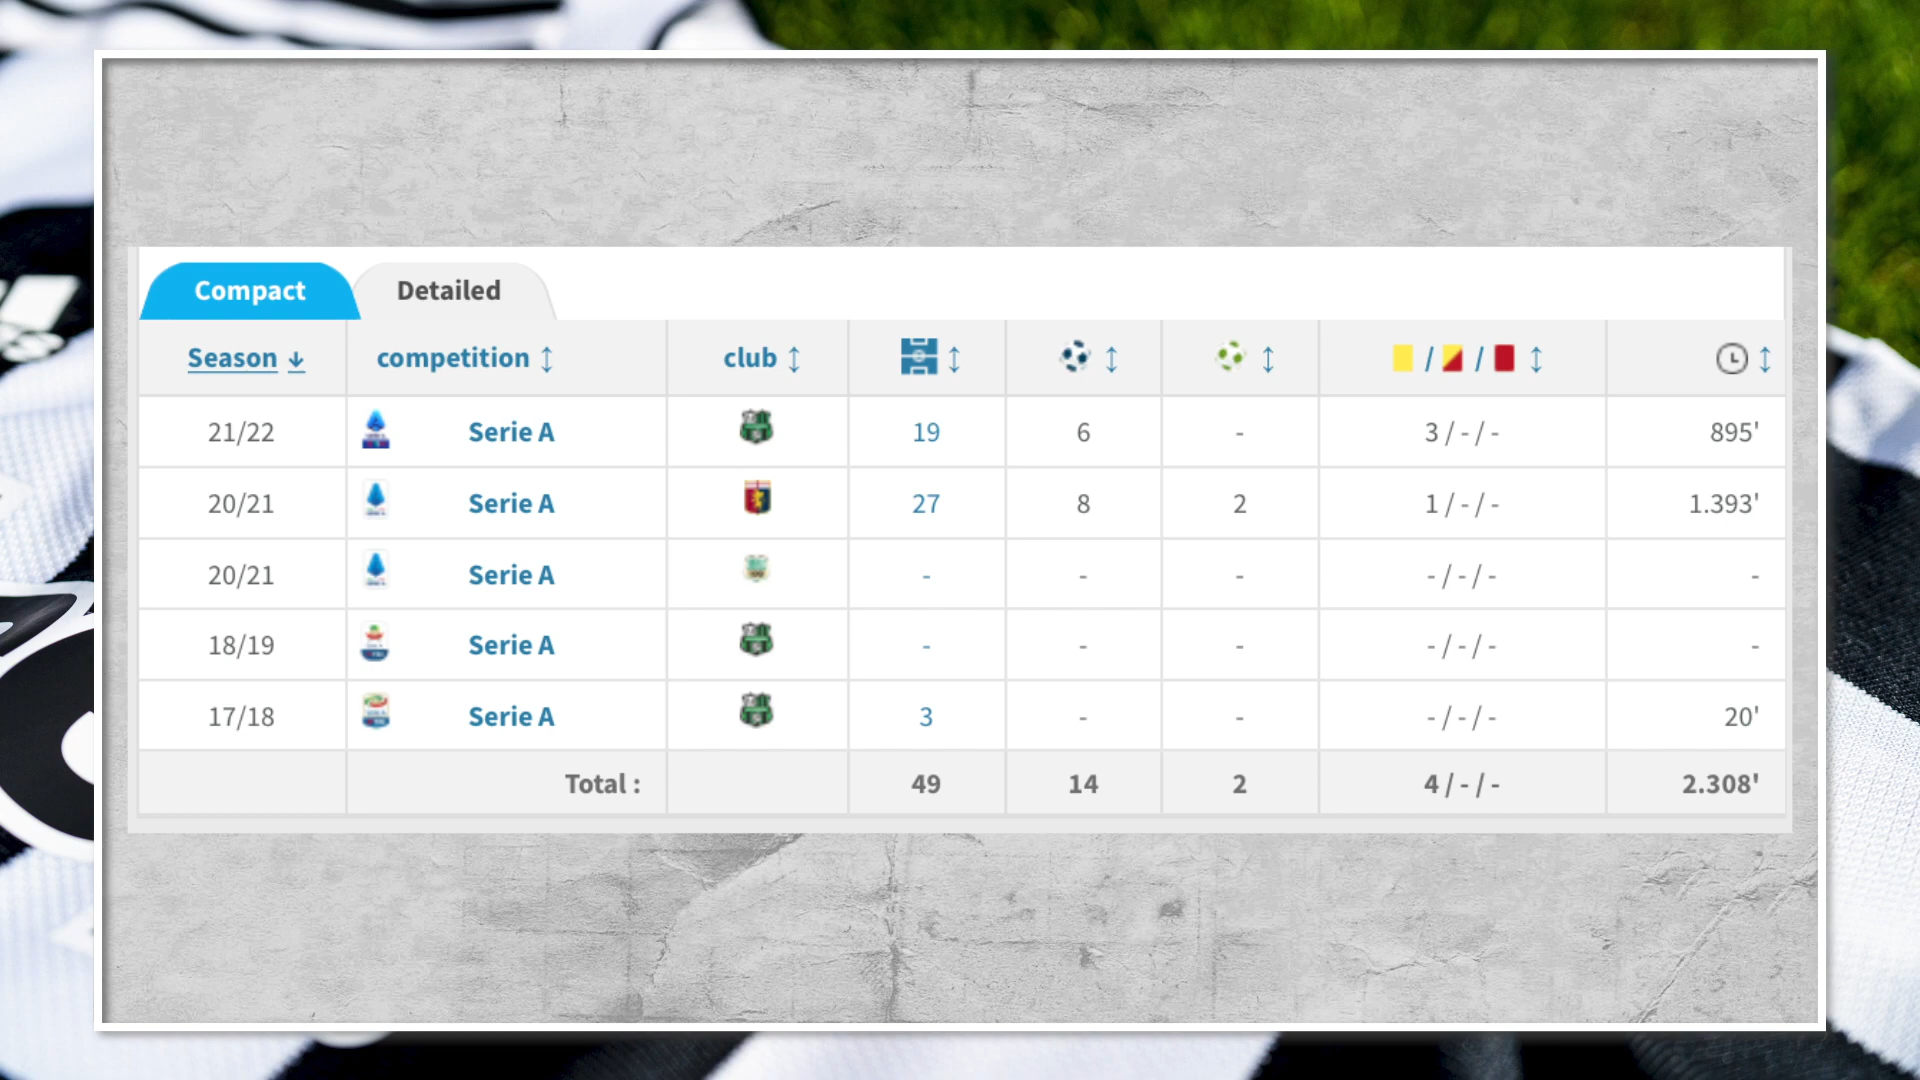 Compact Detailed
Season competition club / /
21/22 Serie A 19 6 - 3 / - / - 895'
20/21 Serie A 27 8 2 1 / - / - 1.393'
20/21 Serie A - - - - / - / - -
18/19 Serie A - - - - / - / - -
17/18 Serie A 3 - - - / - / - 20'
Total : 49 14 2 4 / - / - 2.308'